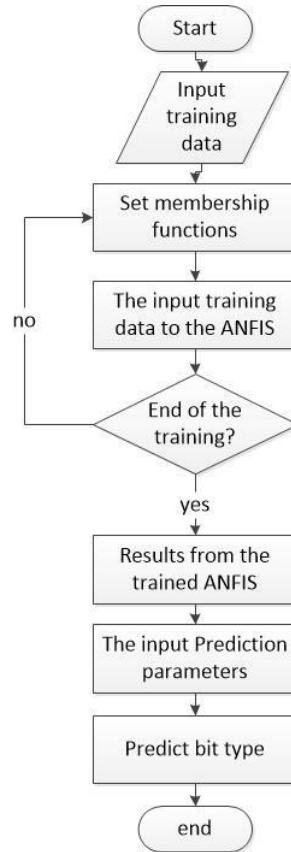 Start
Input
training
data
Set membership
functions
The input training
data to the ANFIS
no
End of the
training?
yes
Results from the
trained ANFIS
The input Prediction
parameters
Predict bit type
end